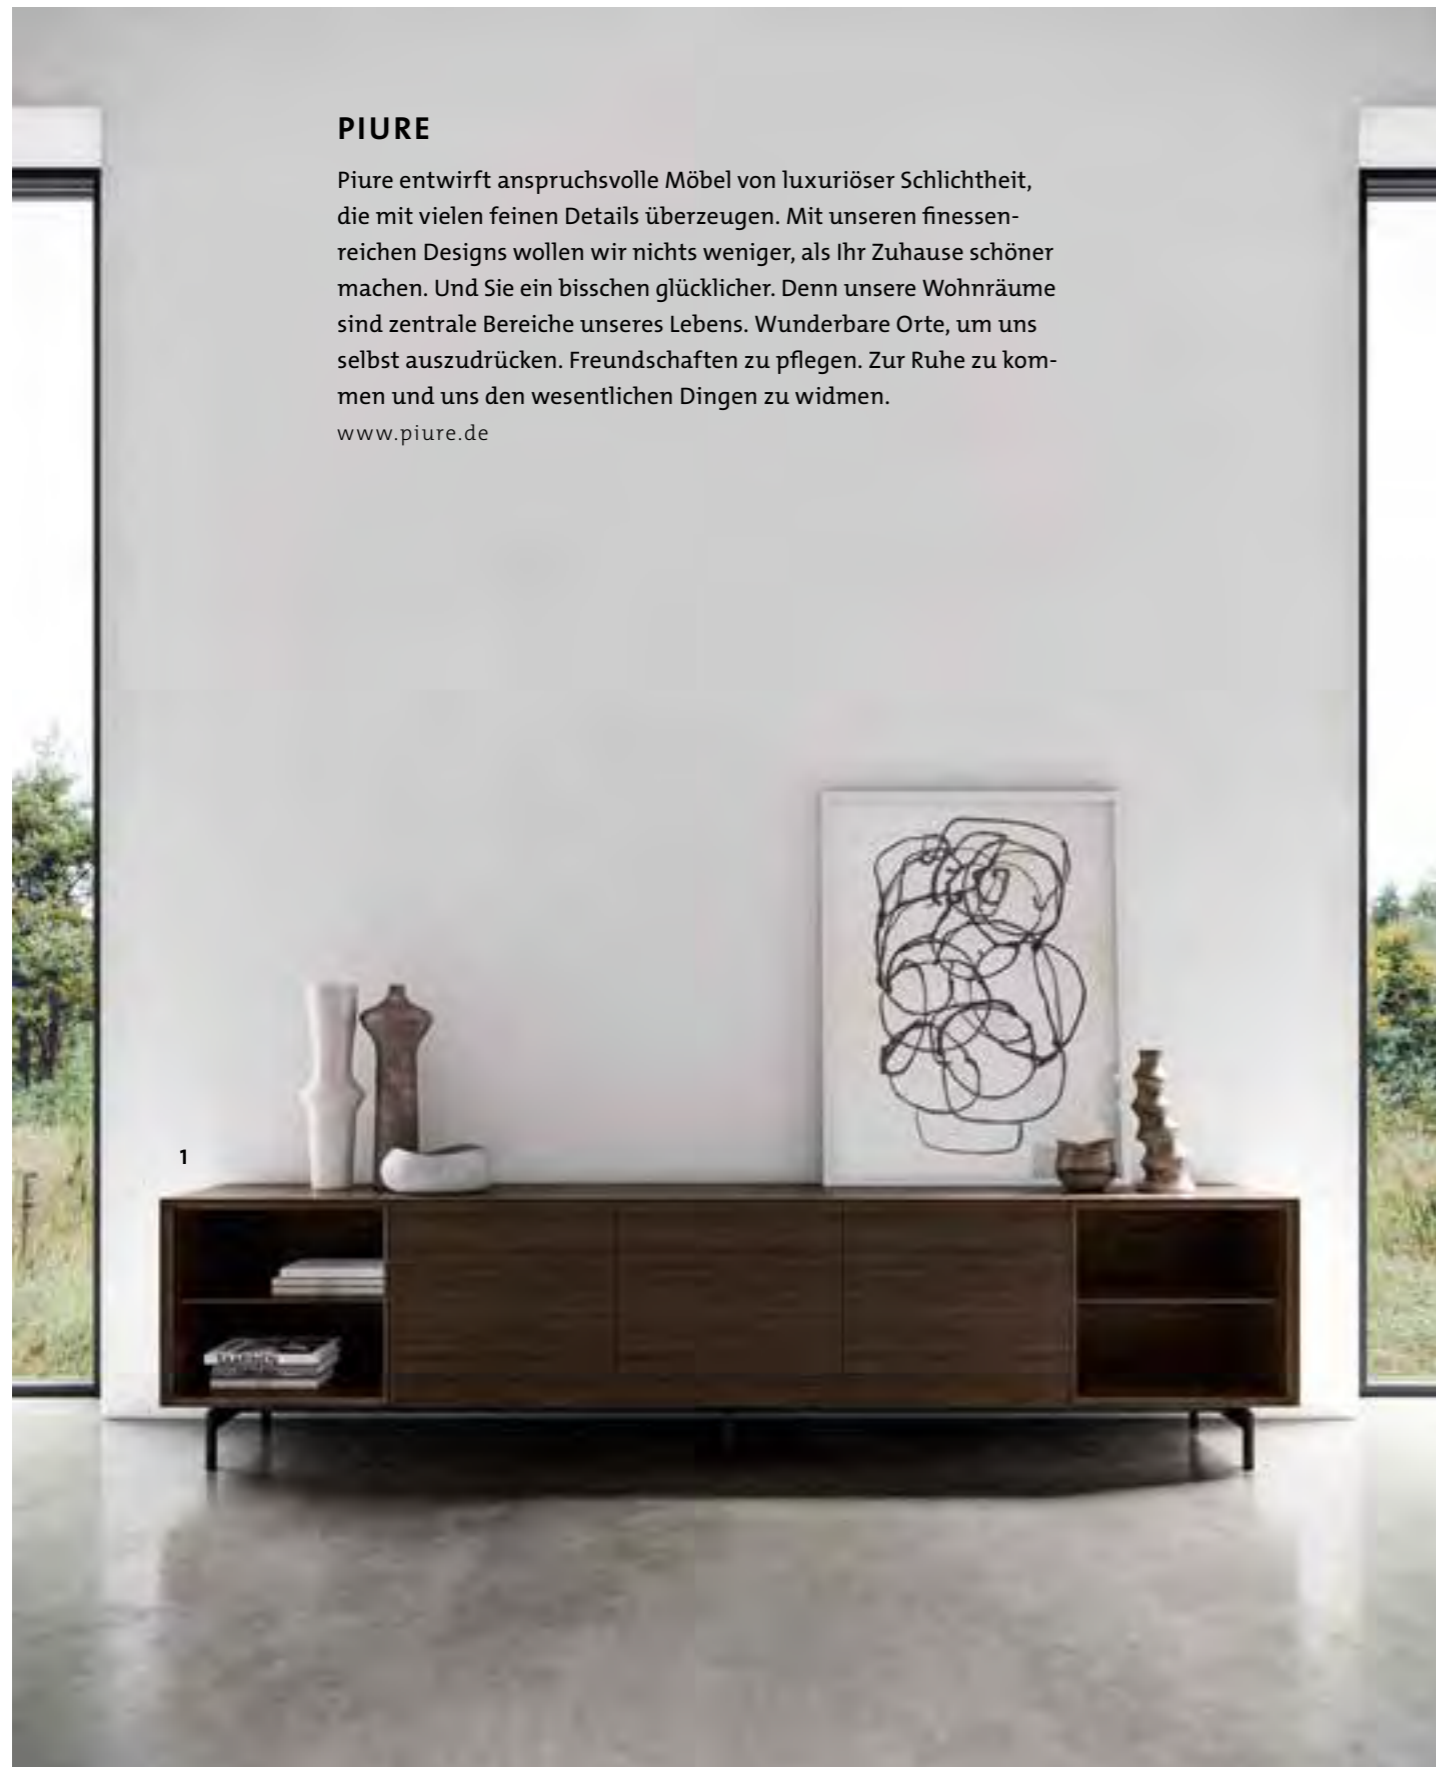 PIURE
Piure entwirft anspruchsvolle Möbel von luxuriöser Schlichtheit,
die mit vielen feinen Details überzeugen. Mit unseren finessen-
reichen Designs wollen wir nichts weniger, als Ihr Zuhause schöner
machen. Und Sie ein bisschen glücklicher. Denn unsere Wohnräume
sind zentrale Bereiche unseres Lebens. Wunderbare Orte, um uns
selbst auszudrücken. Freundschaften zu pflegen. Zur Ruhe zu kom-
men und uns den wesentlichen Dingen zu widmen.
www.piure.de
1